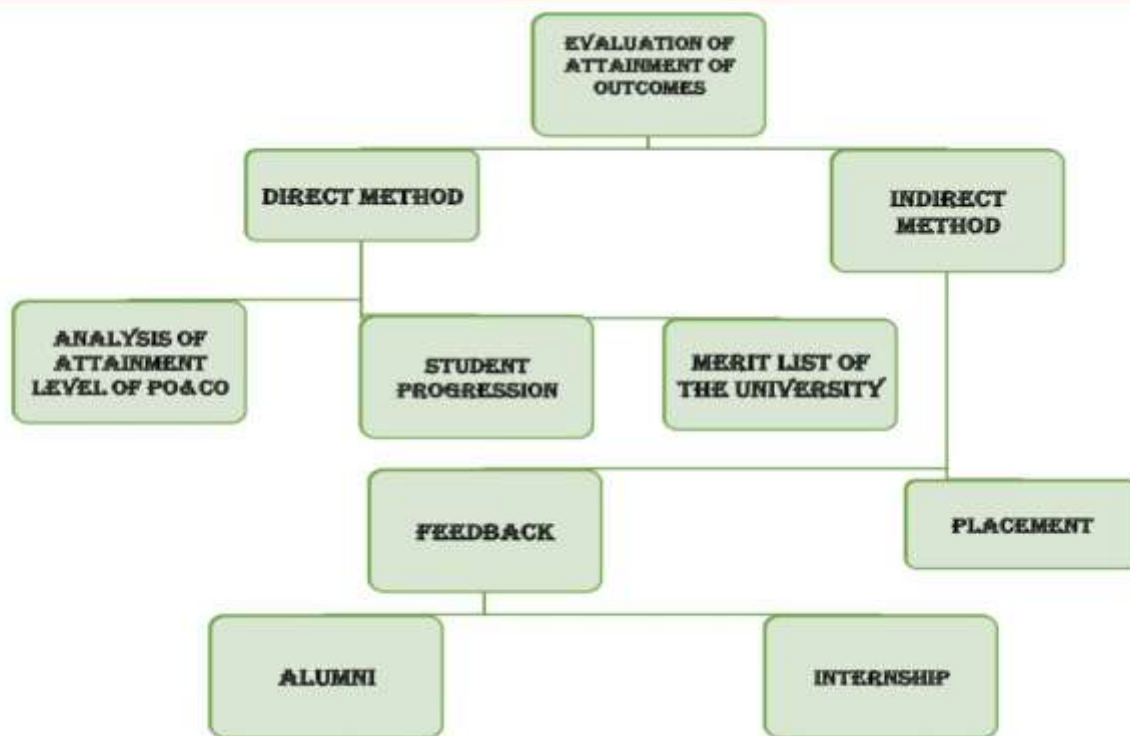 EVALUATION OF
ATTAINMENT OF
OUTCOMES
DIRECT METHOD
INDIRECT
METHOD
ANALYSIS OF
ATTAINMENT
LEVEL OF PO&CO
STUDENT
PROGRESSION
MERIT LIST OF
THE UNIVERSITY
FEEDBACK
PLACEMENT
ALUMNI
INTERNSHIP